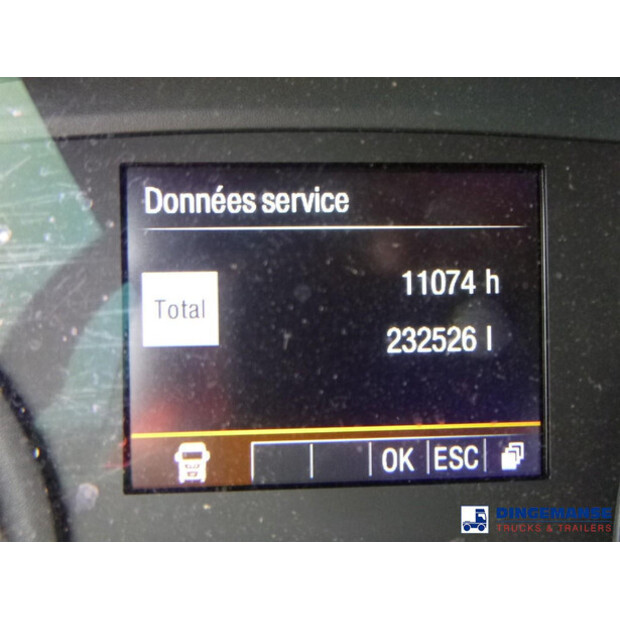 Données service
Total
11074 h
232526 l
OK ESC
DINGEMANSE
TRUCKS & TRAILERS